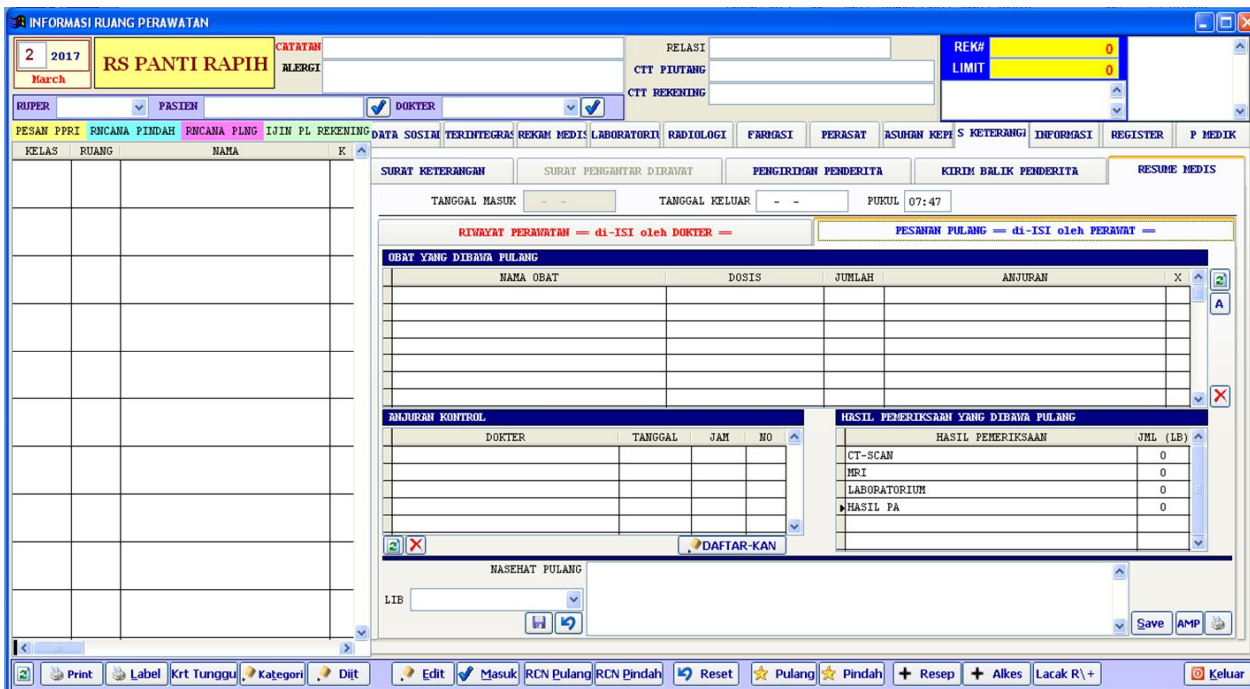 INFORMASI RUANG PERAWATAN
2 2017
March
RS PANTI RAPIH
CATATAN
ALERGI
RELASI
CTT PIUTANG
CTT REKENING
REK# 0
LIMIT 0
RUPER PASIEN DOKTER
PESAN PPRI RNCANA PINDAH RNCANA PLNG IJIN PL REKENING
DATA SOSIAL TERINTEGRAS REKAM MEDIS LABORATORIU RADIOLOGI FARMASI PERASAT ASUHAN KEPE S KETERANGA INFORMASI REGISTER P MEDIK
KELAS RUANG NAMA K
SURAT KETERANGAN SURAT PENGANTAR DIRAWAT PENGIRIMAN PENDERITA KIRIM BALIK PENDERITA RESUME MEDIS
TANGGAL MASUK - - TANGGAL KELUAR - - PUKUL 07:47
RIWAYAT PERAWATAN == di-ISI oleh DOKTER ==
PESANAN PULANG == di-ISI oleh PERAWAT ==
OBAT YANG DIBAWA PULANG
NAMA OBAT DOSIS JUMLAH ANJURAN X
A
ANJURAN KONTROL
DOKTER TANGGAL JAM NO
DAFTAR-KAN
HASIL PEMERIKSAAN YANG DIBAWA PULANG
HASIL PEMERIKSAAN JML (LB)
CT-SCAN 0
MRI 0
LABORATORIUM 0
HASIL PA 0
NASEHAT PULANG
LIB
Save AMP
Print Label Krt Tunggu Kategori Diit Edit Masuk RCN Pulang RCN Pindah Reset Pulang Pindah + Resep + Alkes Lacak R\+ Keluar